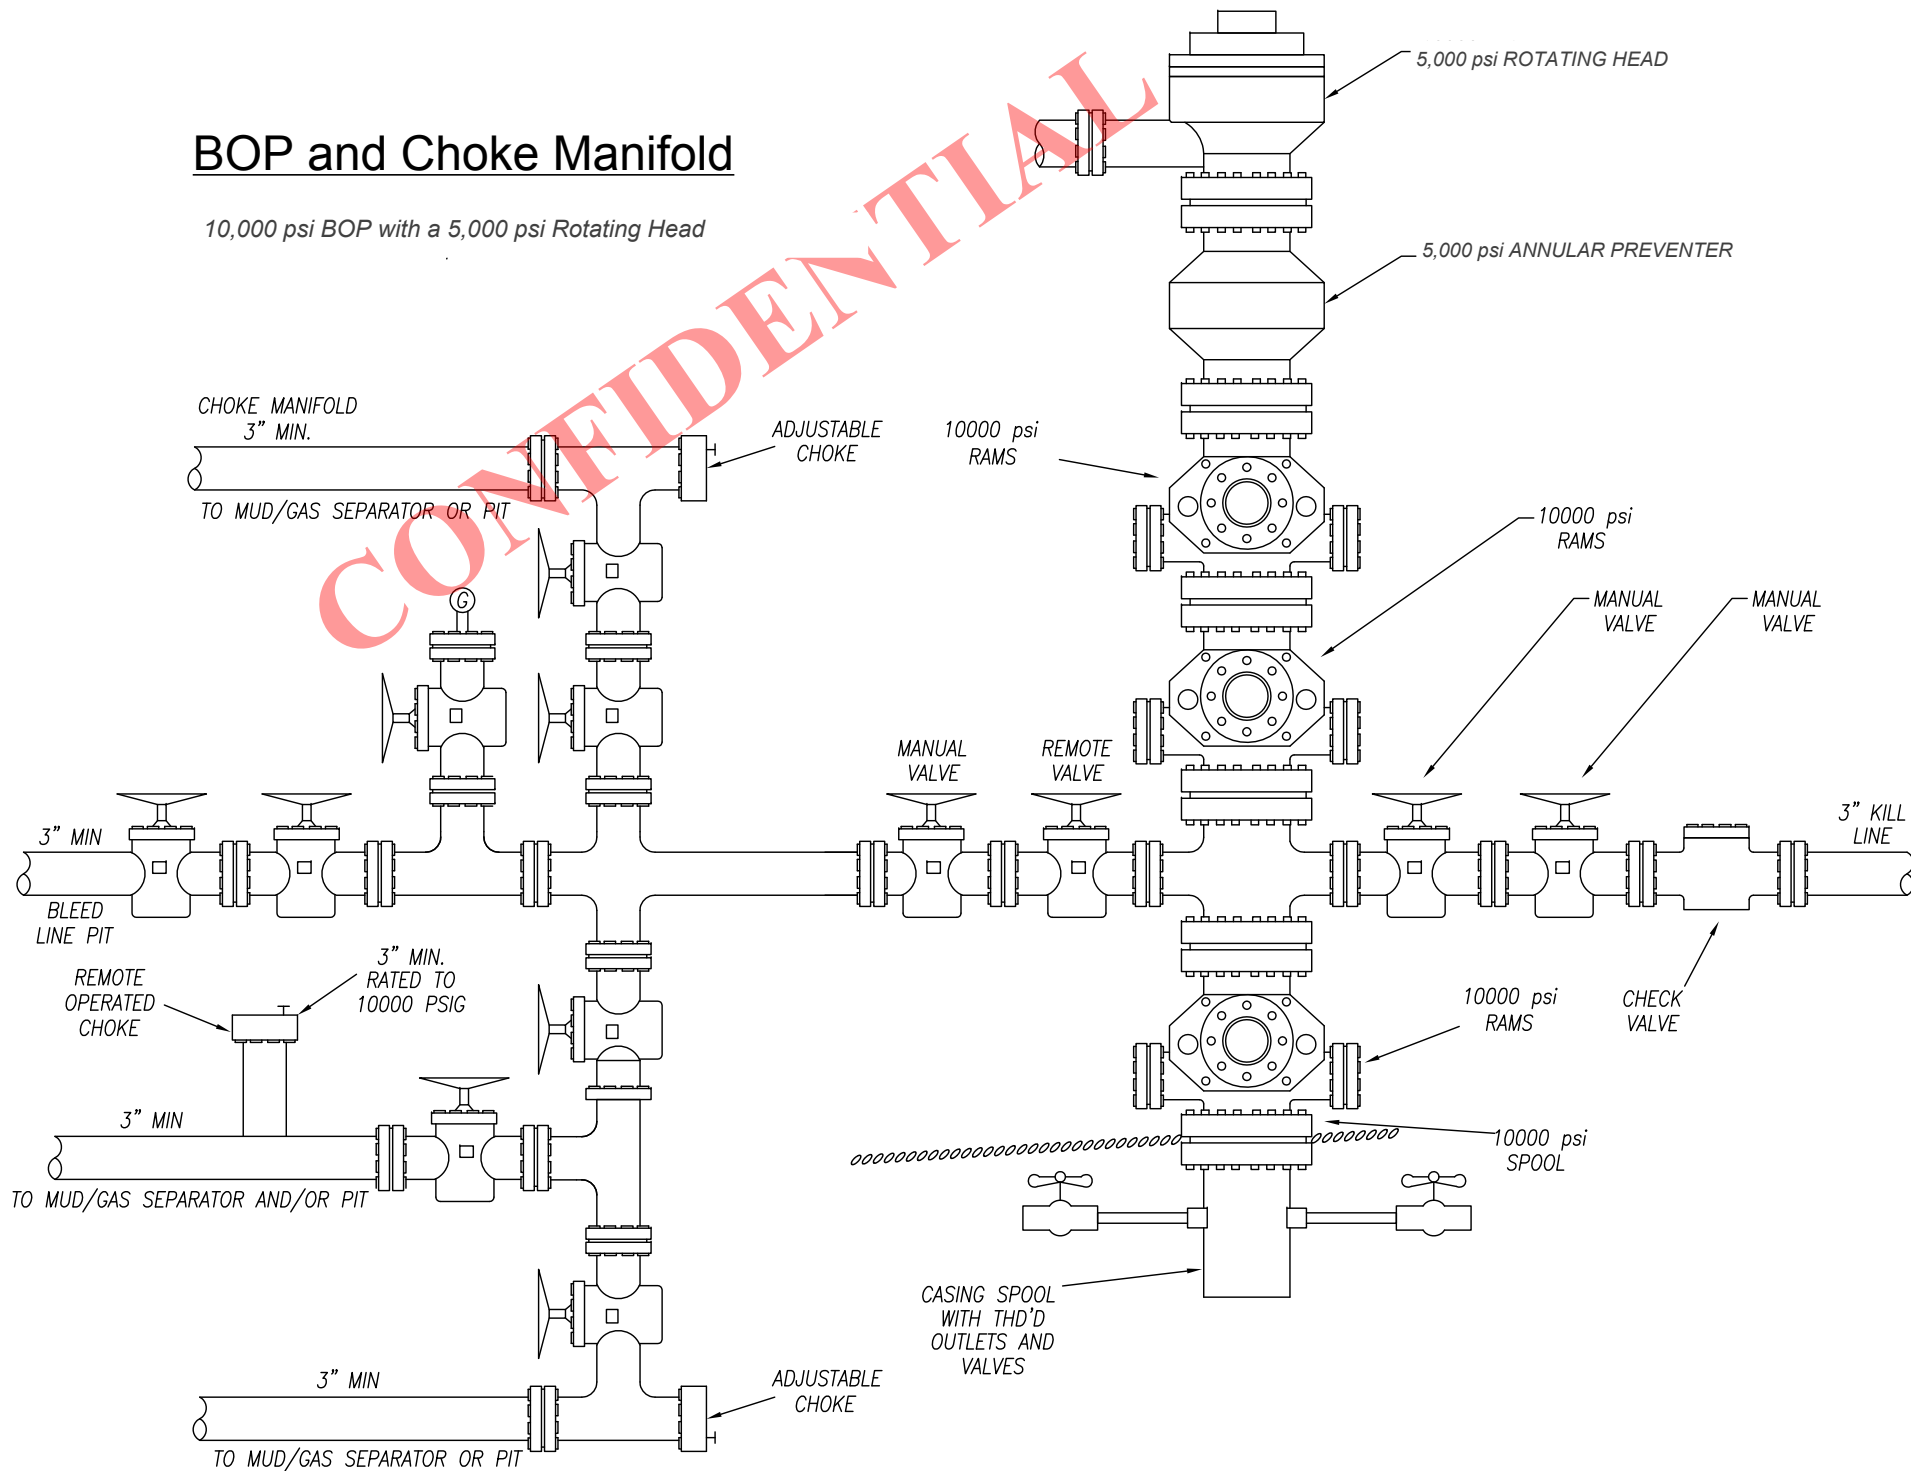 5,000 psi ROTATING HEAD
BOP and Choke Manifold
10,000 psi BOP with a 5,000 psi Rotating Head
5,000 psi ANNULAR PREVENTER
CONFIDENTIAL
CHOKE MANIFOLD
3” MIN.
TO MUD/GAS SEPARATOR OR PIT
ADJUSTABLE
CHOKE
10000 psi
RAMS
10000 psi
RAMS
G
MANUAL
VALVE
MANUAL
VALVE
MANUAL
VALVE
REMOTE
VALVE
3” MIN
BLEED
LINE PIT
3” KILL
LINE
REMOTE
OPERATED
CHOKE
3” MIN.
RATED TO
10000 PSIG
10000 psi
RAMS
CHECK
VALVE
3” MIN
TO MUD/GAS SEPARATOR AND/OR PIT
10000 psi
SPOOL
CASING SPOOL
WITH THD'D
OUTLETS AND
VALVES
3” MIN
TO MUD/GAS SEPARATOR OR PIT
ADJUSTABLE
CHOKE